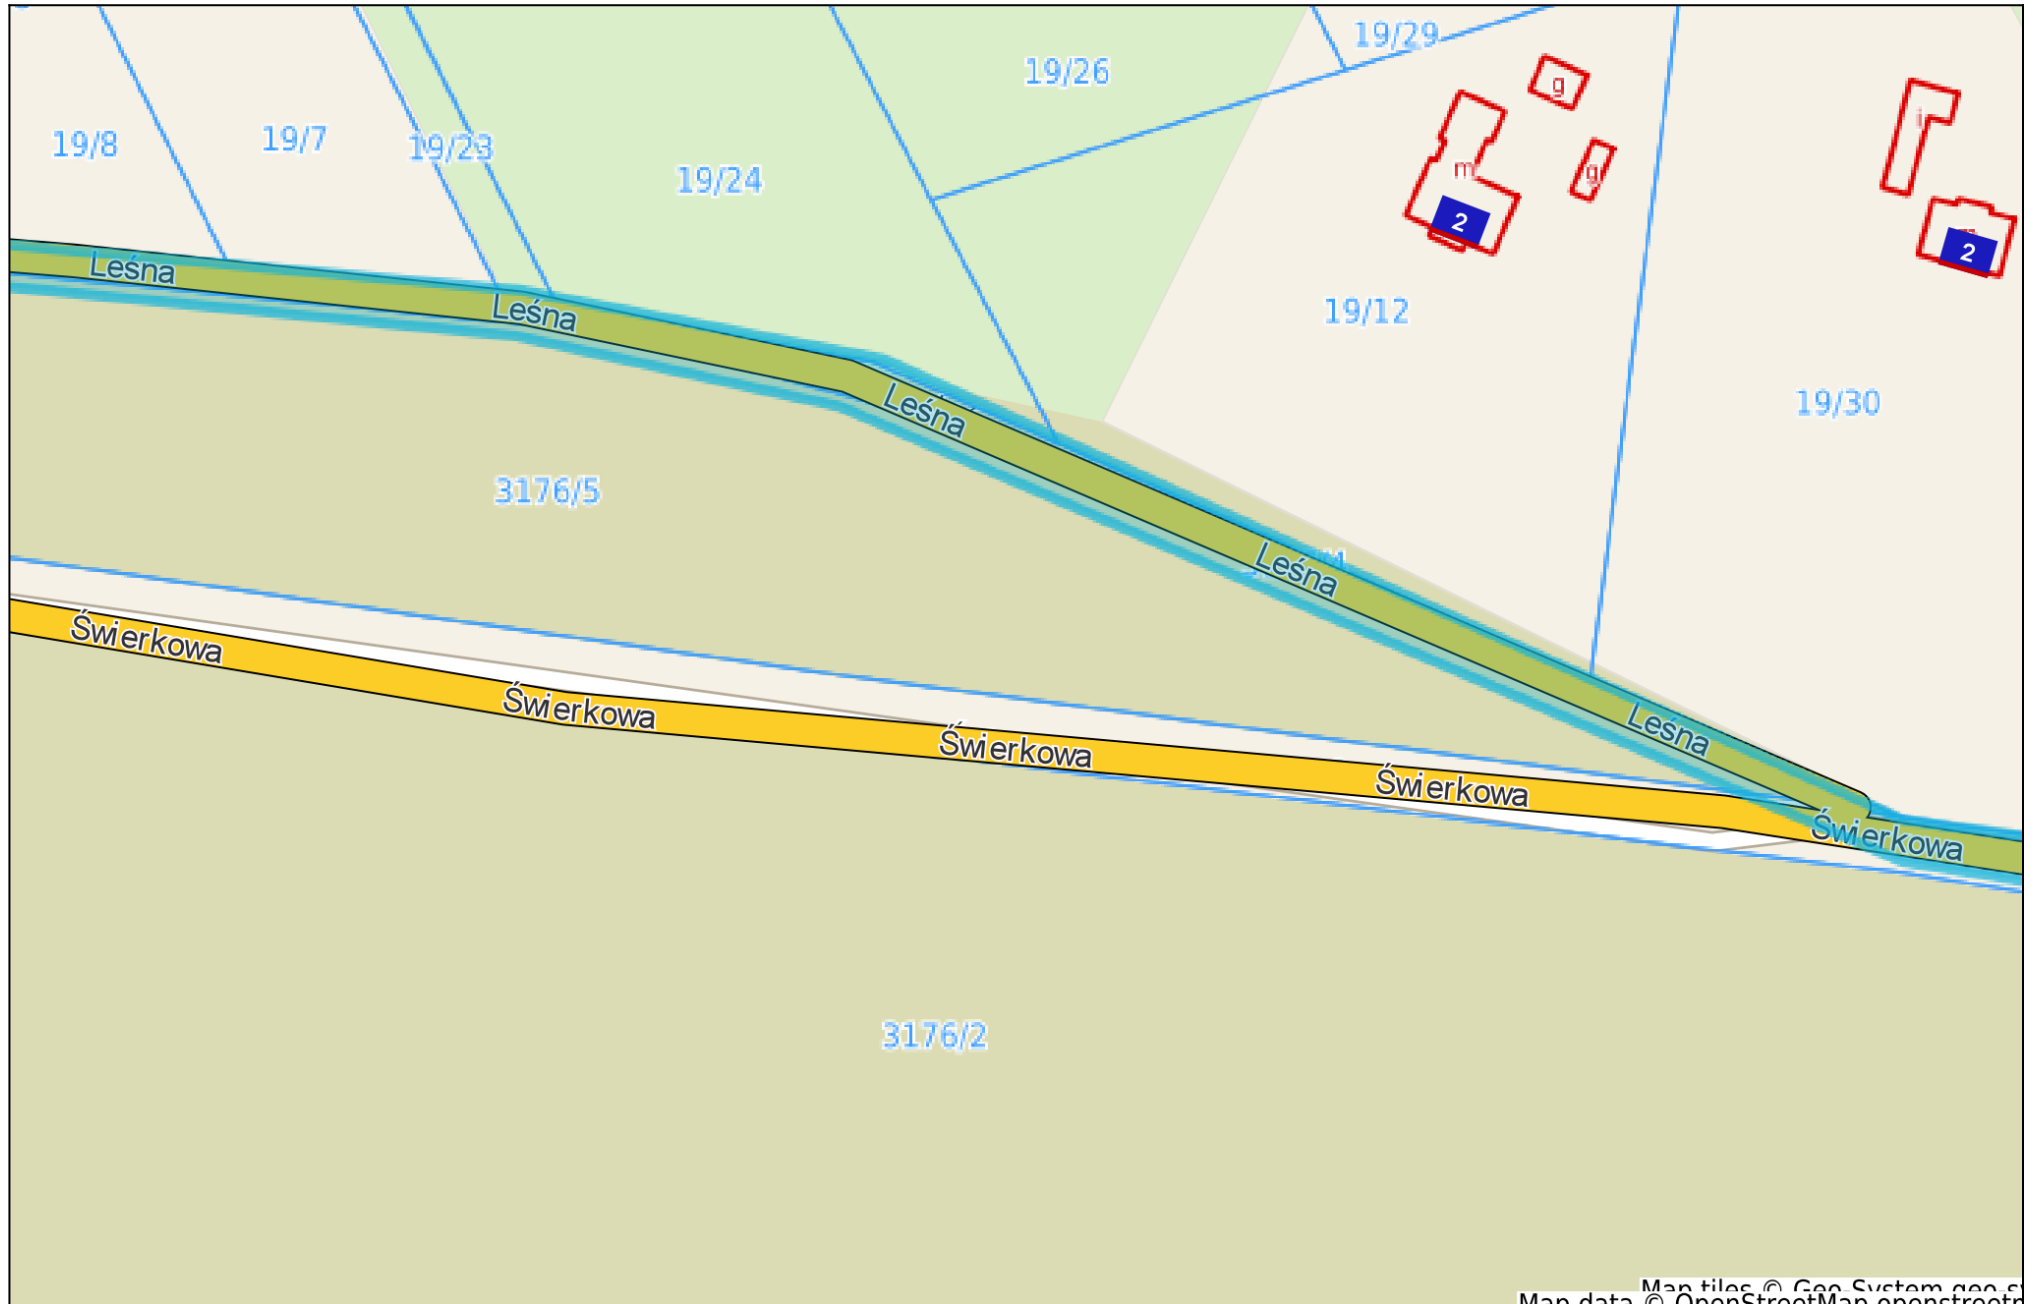 19/29
19/26
g
19/8
19/7
19/23
19/24
m
g
i
2
2
Leśna
Leśna
19/12
Leśna
19/30
3176/5
Leśna
Świerkowa
Świerkowa
Świerkowa
Leśna
Świerkowa
Świerkowa
3176/2
Map tiles © Geo-System
Map data © OpenStreetMap